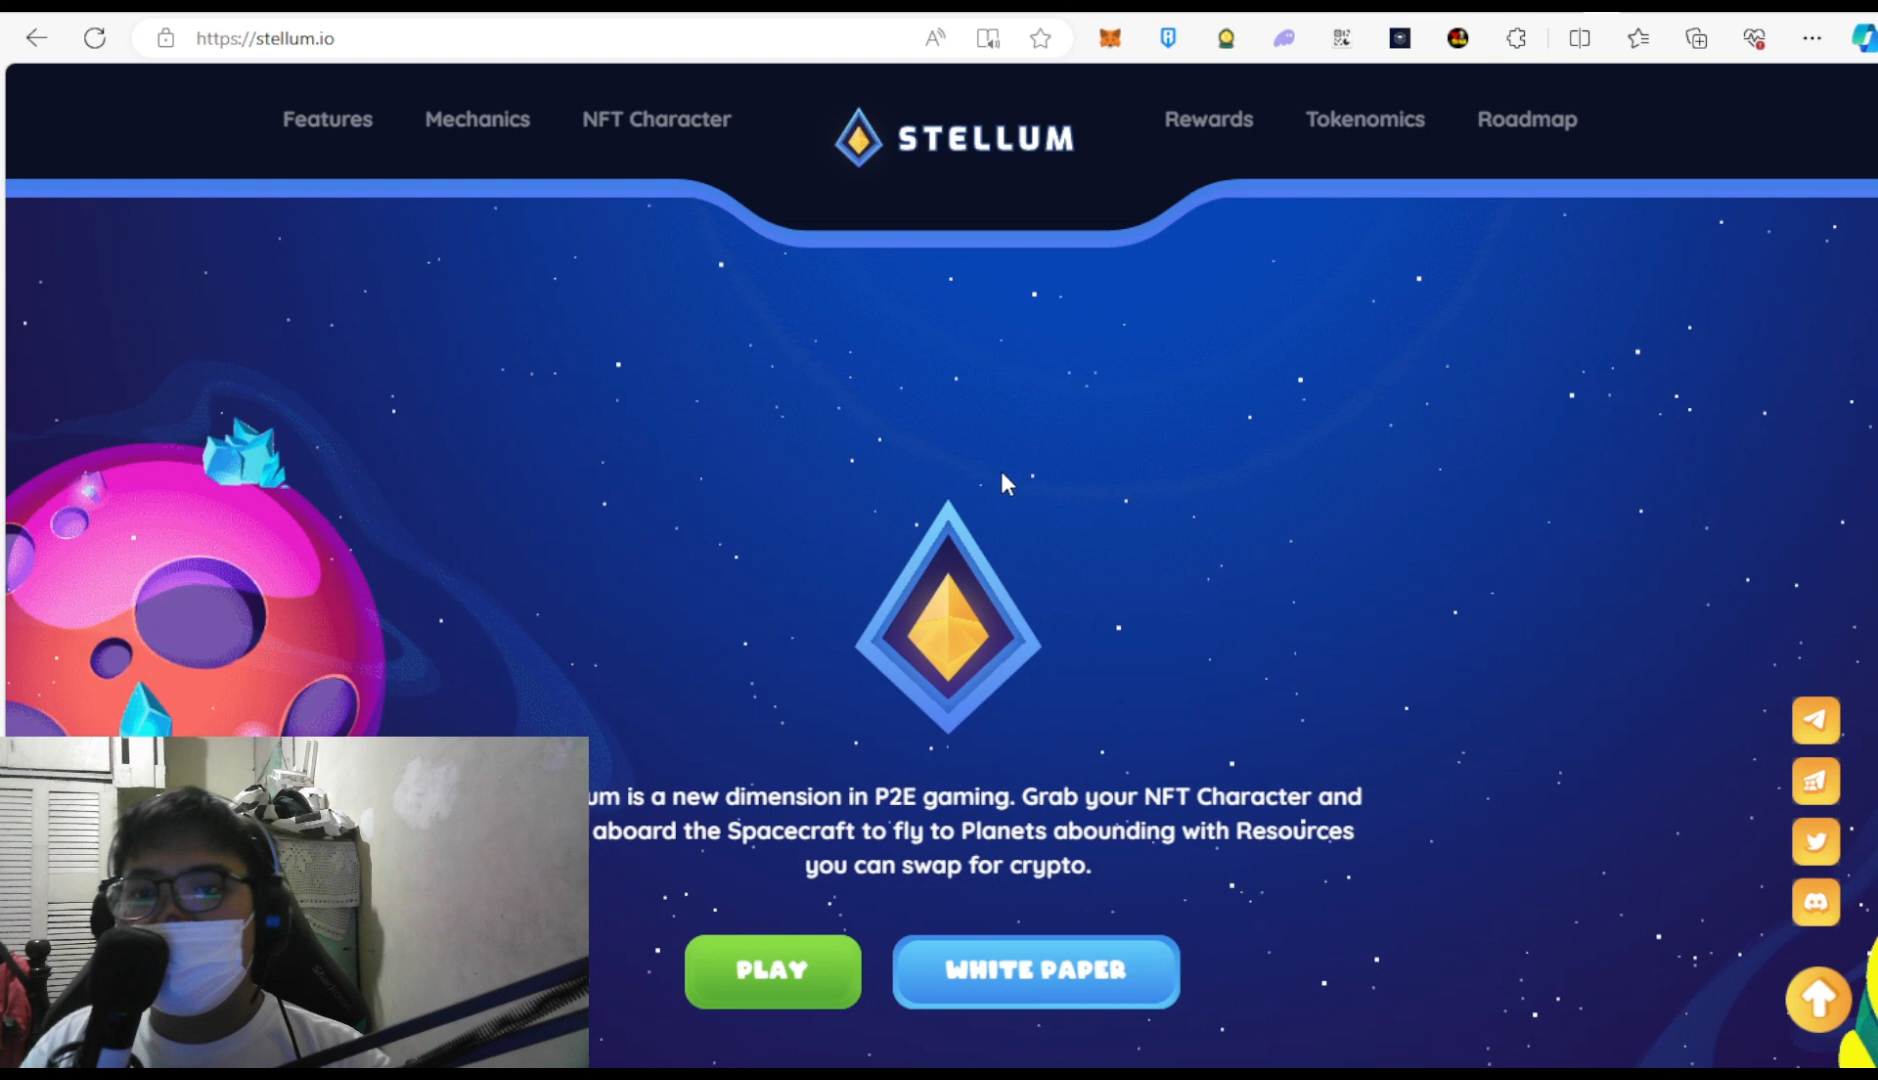 https://stellum.io
Features Mechanics NFT Character STELLUM Rewards Tokenomics Roadmap
um is a new dimension in P2E gaming. Grab your NFT Character and
aboard the Spacecraft to fly to Planets abounding with Resources
you can swap for crypto.
PLAY WHITE PAPER